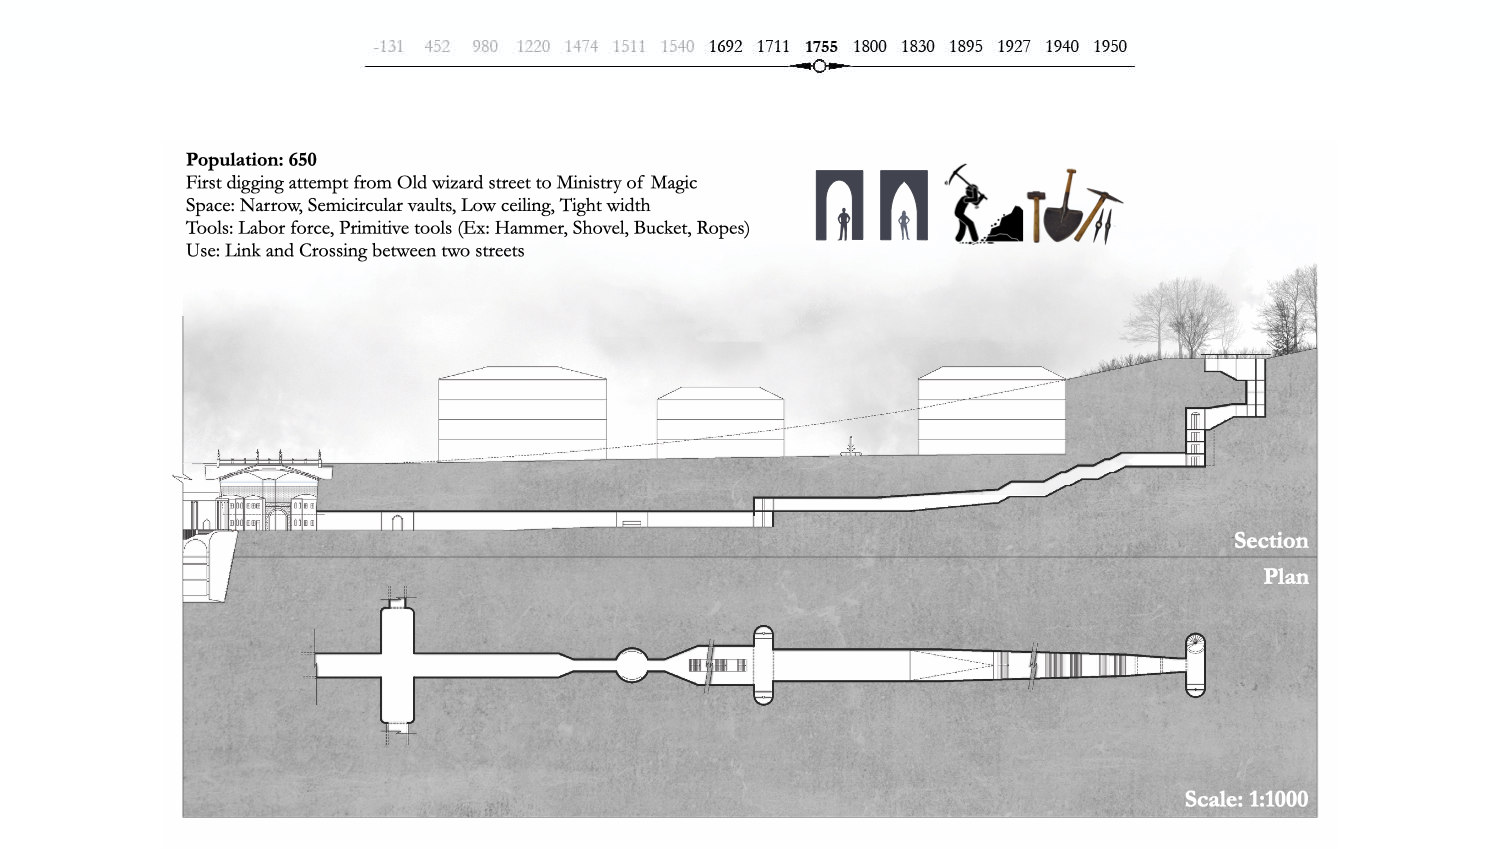 -131 452 980 1220 1474 1511 1540 1692 1711 1755 1800 1830 1895 1927 1940 1950
Population: 650
First digging attempt from Old wizard street to Ministry of Magic
Space: Narrow, Semicircular vaults, Low ceiling, Tight width
Tools: Labor force, Primitive tools (Ex: Hammer, Shovel, Bucket, Ropes)
Use: Link and Crossing between two streets
Section
Plan
Scale: 1:1000